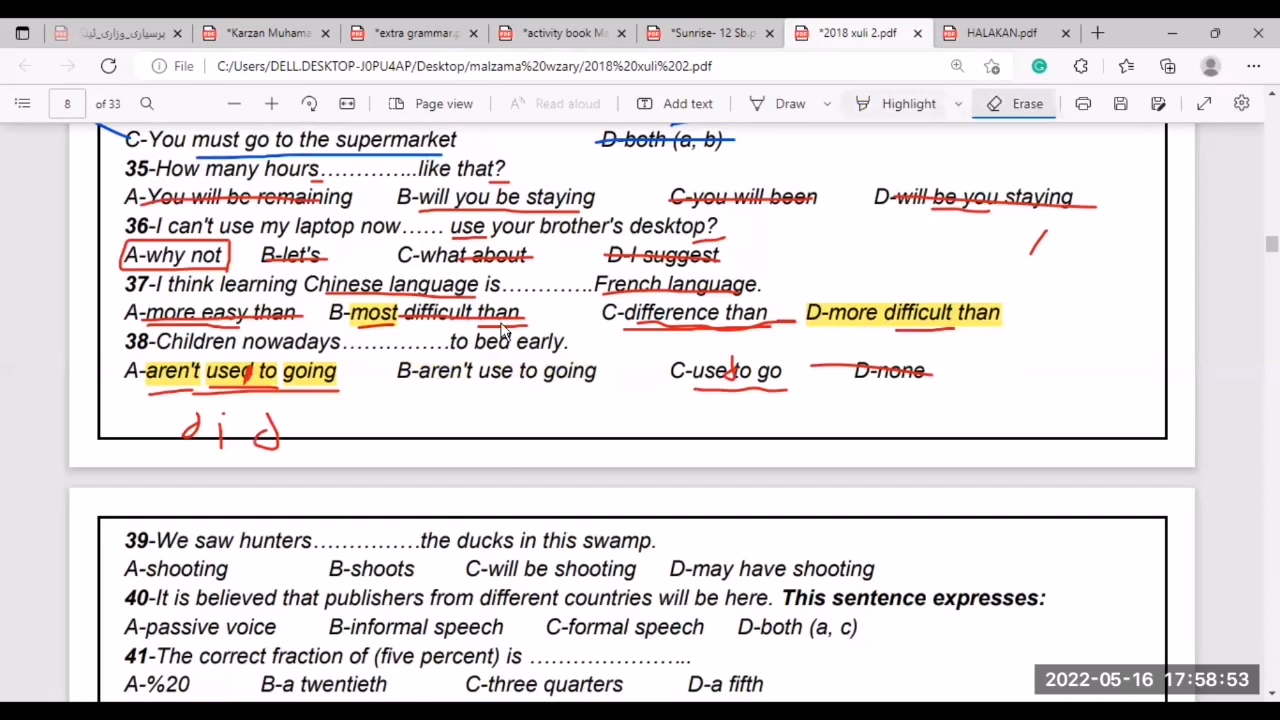 پرسیاری_وزاری_ئینگ
*Karzan Muhama
*extra grammar.p
*activity book Ma
*Sunrise- 12 Sb.p
*2018 xuli 2.pdf
HALAKAN.pdf
File C:/Users/DELL.DESKTOP-J0PU4AP/Desktop/malzama%20wzary/2018%20xuli%202.pdf
8 of 33 Page view Read aloud Add text Draw Highlight Erase
C-You must go to the supermarket D-both (a, b)
35-How many hours…………..like that?
A-You will be remaining B-will you be staying C-you will been D-will be you staying
36-I can't use my laptop now…… use your brother's desktop?
A-why not B-let's C-what about D-I suggest
37-I think learning Chinese language is………….French language.
A-more easy than B-most difficult than C-difference than D-more difficult than
38-Children nowadays……………to bed early.
A-aren't used to going B-aren't use to going C-used to go D-none
did
39-We saw hunters……………the ducks in this swamp.
A-shooting B-shoots C-will be shooting D-may have shooting
40-It is believed that publishers from different countries will be here. This sentence expresses:
A-passive voice B-informal speech C-formal speech D-both (a, c)
41-The correct fraction of (five percent) is …………………..
A-%20 B-a twentieth C-three quarters D-a fifth
2022-05-16 17:58:53